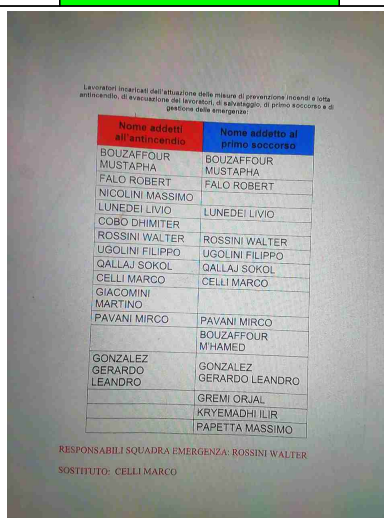 Lavoratori incaricati dell'attuazione delle misure di prevenzione incendi e lotta
antincendio, di evacuazione dei lavoratori, di salvataggio, di primo soccorso e di
gestione delle emergenze:
Nome addetti all'antincendio Nome addetto al primo soccorso
BOUZAFFOUR MUSTAPHA BOUZAFFOUR MUSTAPHA
FALO ROBERT FALO ROBERT
NICOLINI MASSIMO
LUNEDEI LIVIO LUNEDEI LIVIO
COBO DHIMITER
ROSSINI WALTER ROSSINI WALTER
UGOLINI FILIPPO UGOLINI FILIPPO
QALLAJ SOKOL QALLAJ SOKOL
CELLI MARCO CELLI MARCO
GIACOMINI MARTINO
PAVANI MIRCO PAVANI MIRCO
BOUZAFFOUR M'HAMED
GONZALEZ GERARDO LEANDRO GONZALEZ GERARDO LEANDRO
GREMI ORJAL
KRYEMADHI ILIR
PAPETTA MASSIMO
RESPONSABILI SQUADRA EMERGENZA: ROSSINI WALTER
SOSTITUTO: CELLI MARCO